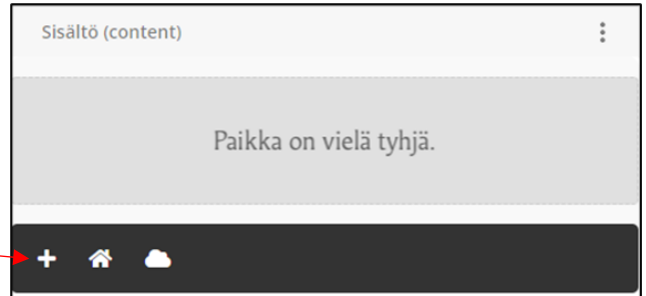 Sisältö (content)
Paikka on vielä tyhjä.